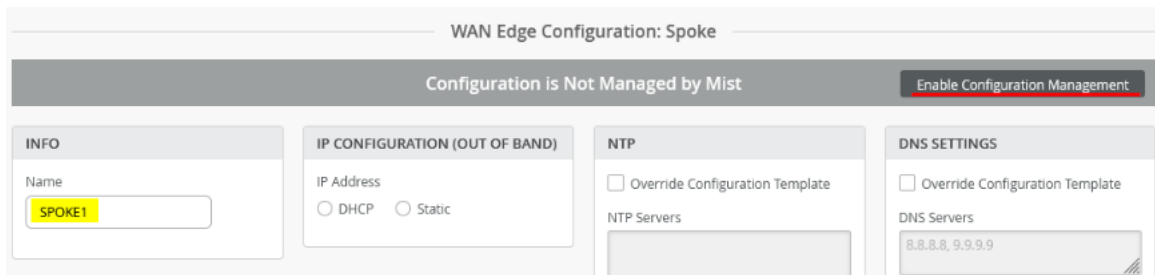 WAN Edge Configuration: Spoke
Configuration is Not Managed by Mist
Enable Configuration Management
INFO
Name
SPOKE1
IP CONFIGURATION (OUT OF BAND)
IP Address
DHCP
Static
NTP
Override Configuration Template
NTP Servers
DNS SETTINGS
Override Configuration Template
DNS Servers
8.8.8.8, 9.9.9.9